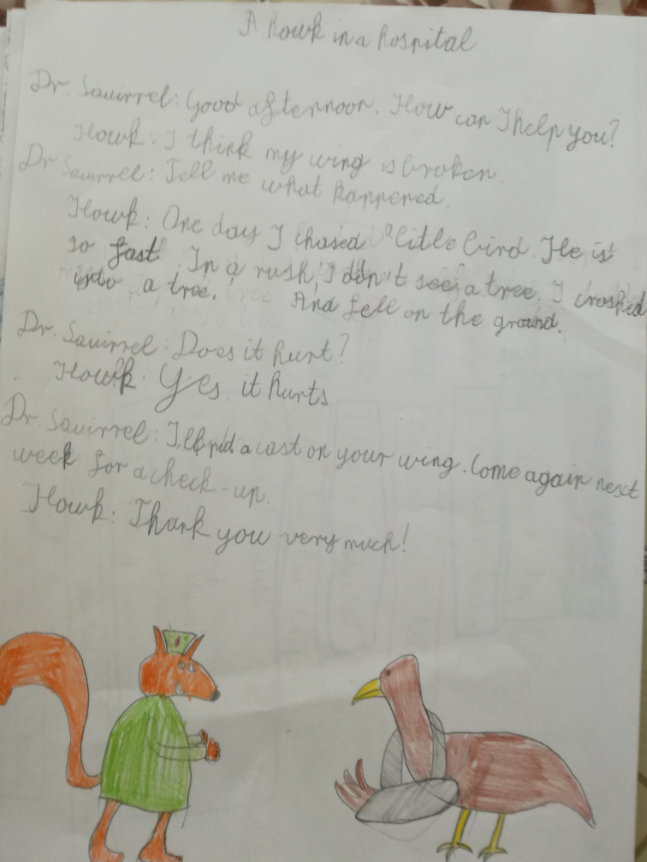 A howk in a hospital
Dr. Squirrel: Good afternoon. How can I help you?
Howk: I think my wing is broken.
Dr Squirrel: Tell me what happened.
Howk: One day I chased a litle bird. He is
so fast. In a rush, I don't see a tree. I crashed
into a tree. And fell on the ground.
Dr. Squirrel: Does it hurt?
Howk: Yes, it hurts
Dr. Squirrel: I'll put a cast on your wing. Come again next
week for a check-up.
Howk: Thank you very much!